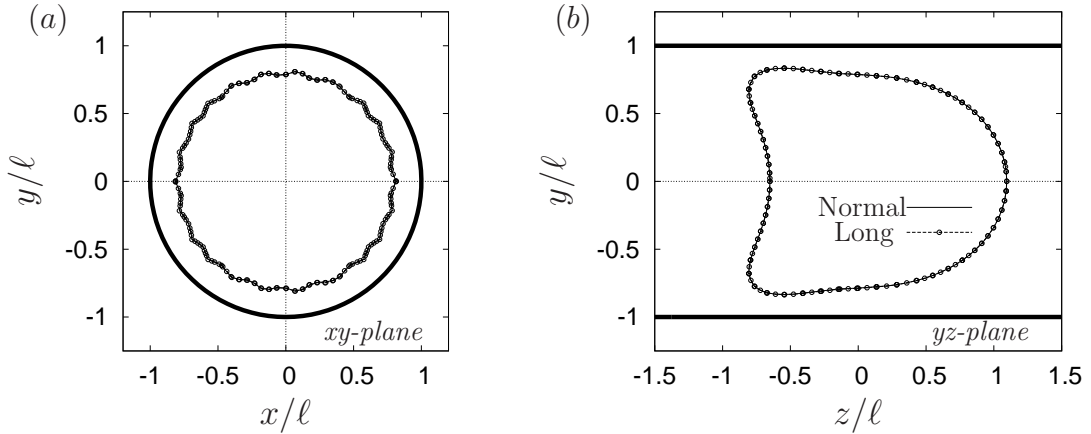 (a)
1
0.5
0
-0.5
-1
y/ℓ
-1 -0.5 0 0.5 1
x/ℓ
xy-plane
(b)
1
0.5
0
-0.5
-1
y/ℓ
Normal
Long
yz-plane
-1.5 -1 -0.5 0 0.5 1 1.5
z/ℓ